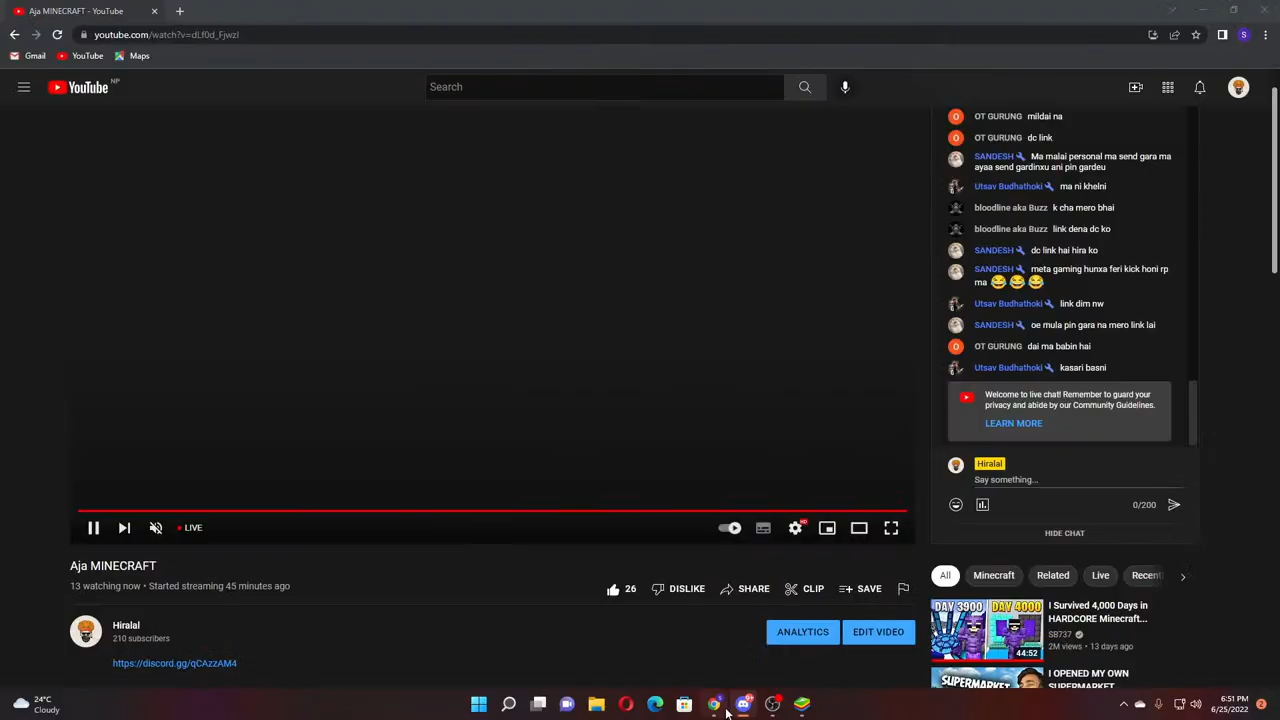 Aja MINECRAFT - YouTube
youtube.com/watch?v=dLf0d_Fjwzl
S
Gmail
YouTube
Maps
YouTube NP
Search
OT GURUNG mildai na
OT GURUNG dc link
SANDESH Ma malai personal ma send gara ma
ayaa send gardinxu ani pin gardeu
Utsav Budhathoki ma ni khelni
bloodline aka Buzz k cha mero bhai
bloodline aka Buzz link dena dc ko
SANDESH dc link hai hira ko
SANDESH meta gaming hunxa feri kick honi rp
ma 😂 😂 😂
Utsav Budhathoki link dim nw
SANDESH oe mula pin gara na mero link lai
OT GURUNG dai ma babin hai
Utsav Budhathoki kasari basni
Welcome to live chat! Remember to guard your
privacy and abide by our Community Guidelines.
LEARN MORE
Hiralal
Say something...
0/200
HIDE CHAT
LIVE
HD
Aja MINECRAFT
13 watching now • Started streaming 45 minutes ago
26
DISLIKE
SHARE
CLIP
SAVE
Hiralal
210 subscribers
ANALYTICS
EDIT VIDEO
https://discord.gg/qCAzzAM4
All
Minecraft
Related
Live
DAY 3900
DAY 4000
44:52
I Survived 4,000 Days in
HARDCORE Minecraft...
SB737
2M views • 13 days ago
SUPERMARKET
I OPENED MY OWN
SUPERMARKET
24°C
Cloudy
6:51 PM
6/25/2022